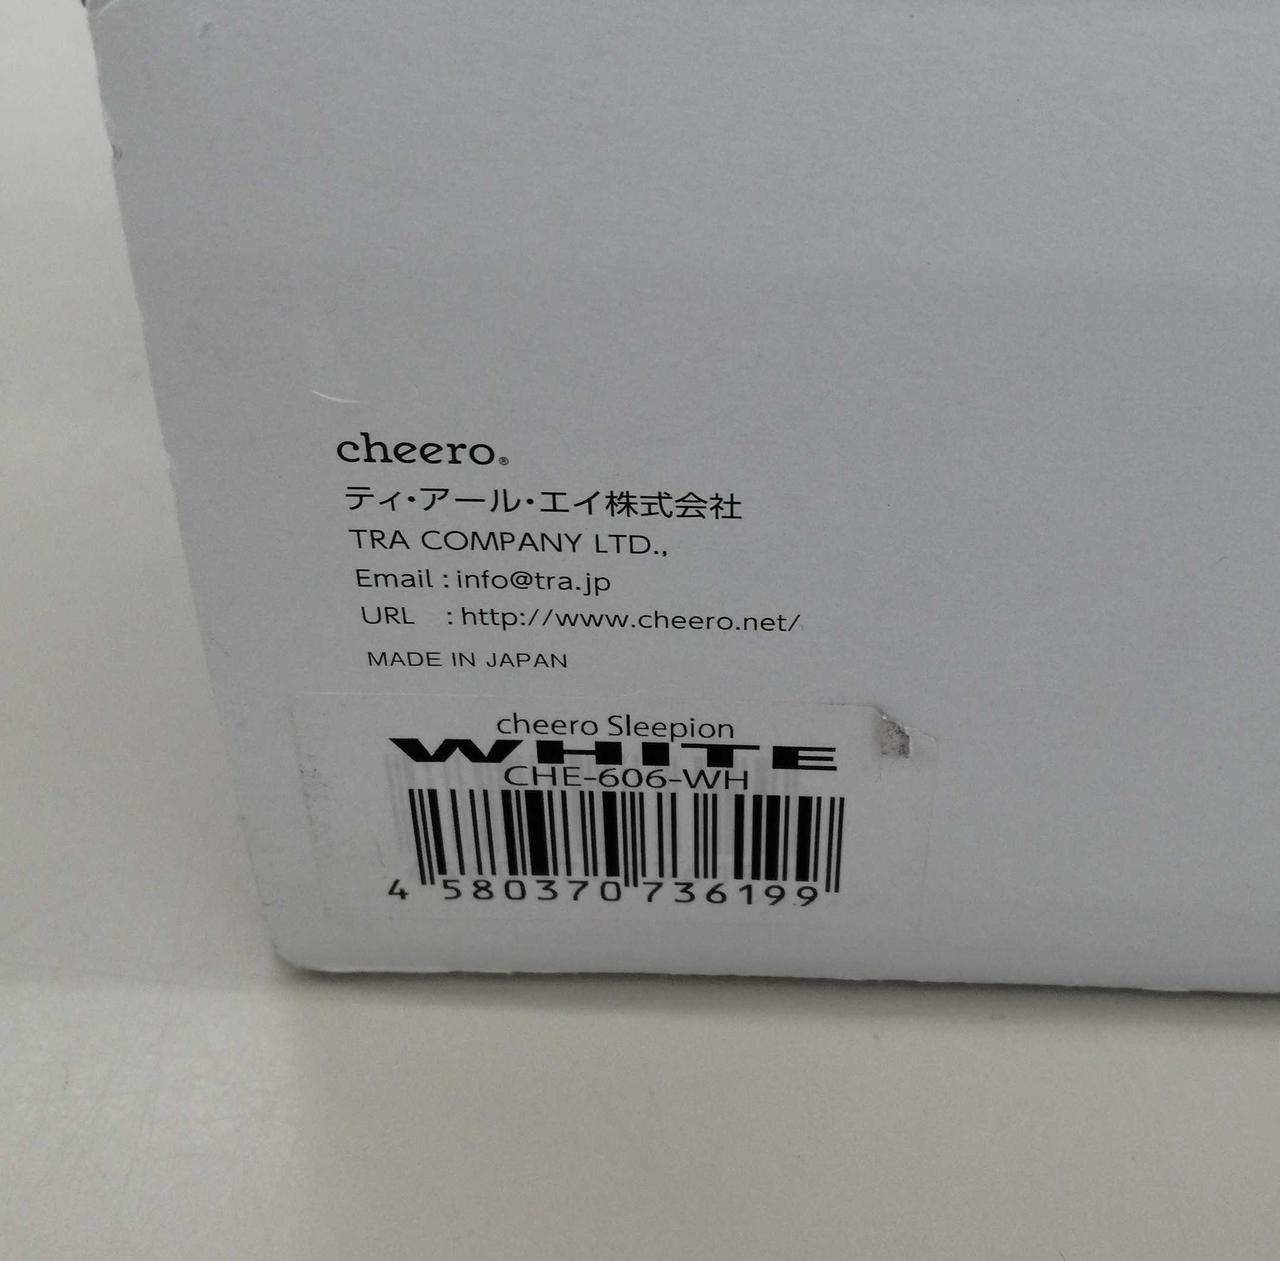 cheero®
ティ・アール・エイ株式会社
TRA COMPANY LTD.,
Email : info@tra.jp
URL : http://www.cheero.net/
MADE IN JAPAN
cheero Sleepion
WHITE
CHE-606-WH
4 580370 736199